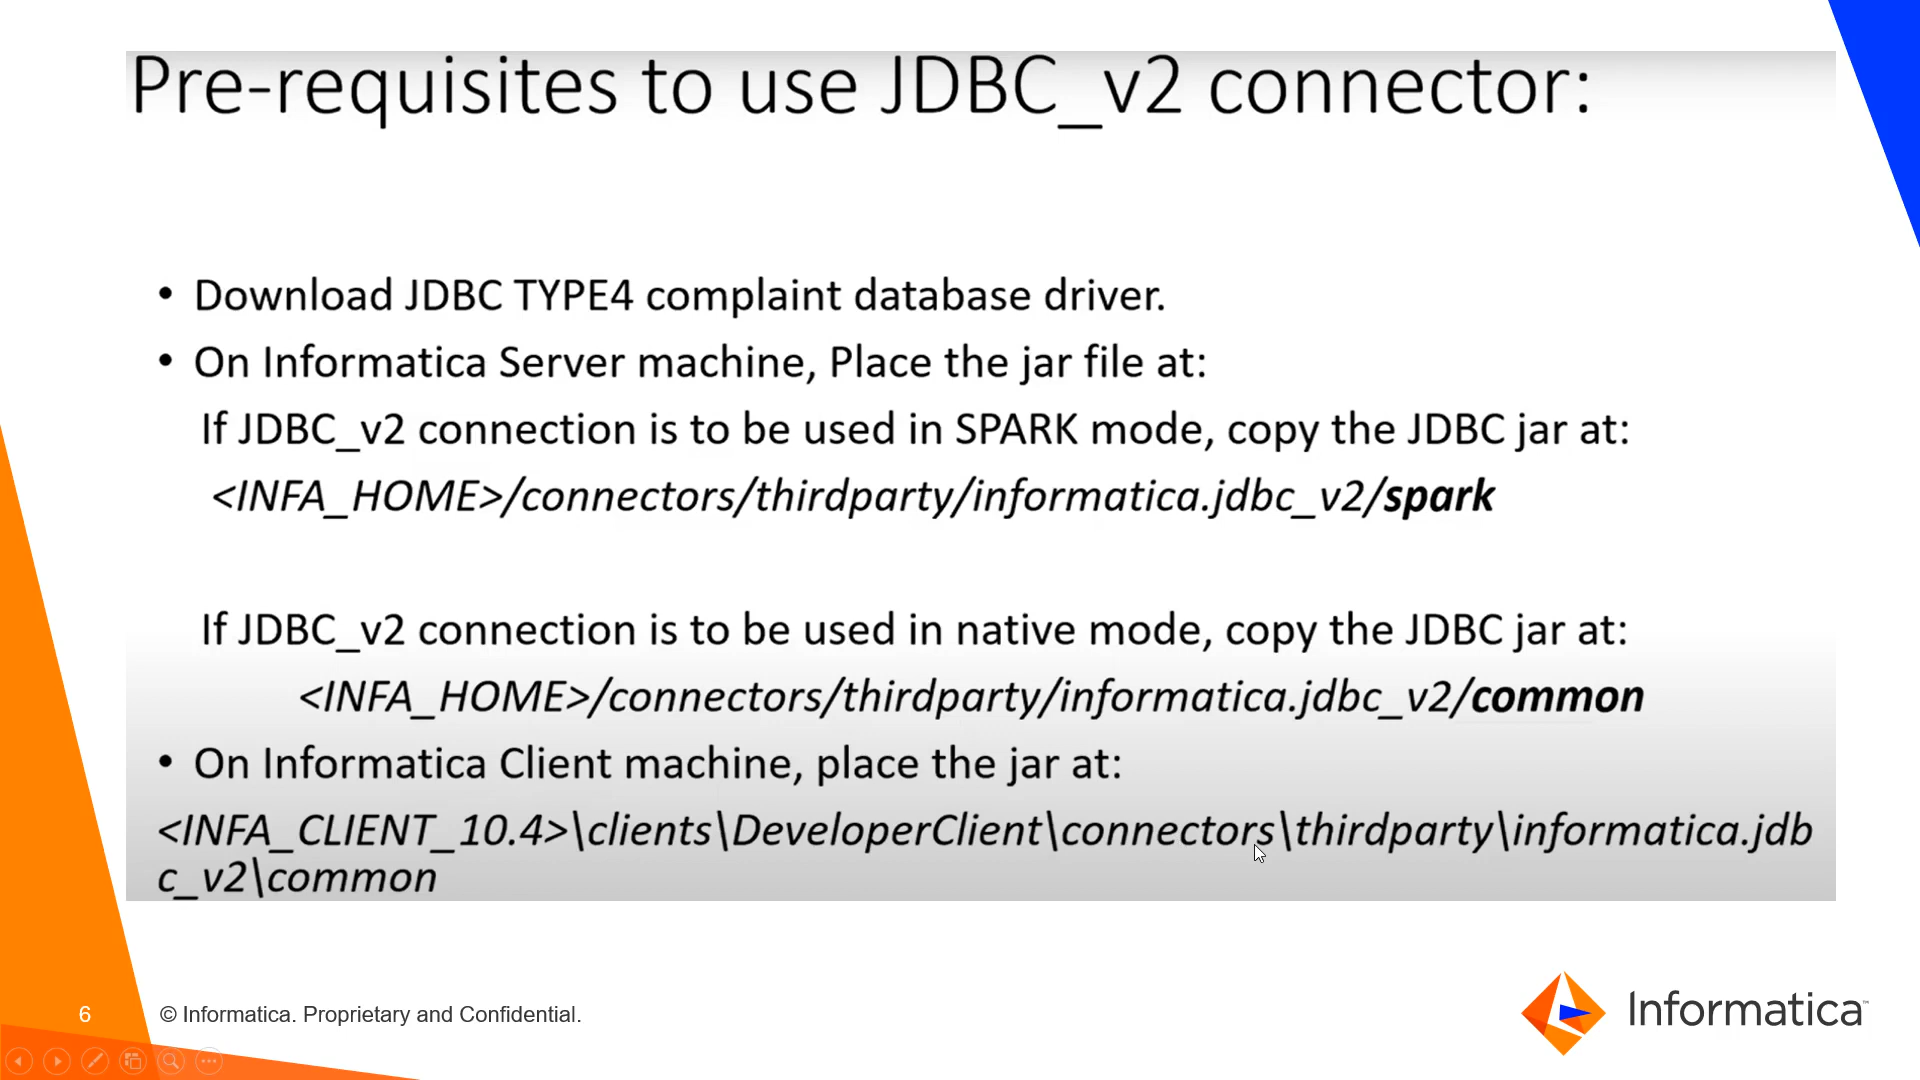 Pre-requisites to use JDBC_v2 connector:
• Download JDBC TYPE4 complaint database driver.
• On Informatica Server machine, Place the jar file at:
If JDBC_v2 connection is to be used in SPARK mode, copy the JDBC jar at:
<INFA_HOME>/connectors/thirdparty/informatica.jdbc_v2/spark
If JDBC_v2 connection is to be used in native mode, copy the JDBC jar at:
<INFA_HOME>/connectors/thirdparty/informatica.jdbc_v2/common
• On Informatica Client machine, place the jar at:
<INFA_CLIENT_10.4>\clients\DeveloperClient\connectors\thirdparty\informatica.jdb
c_v2\common
6
© Informatica. Proprietary and Confidential.
Informatica™